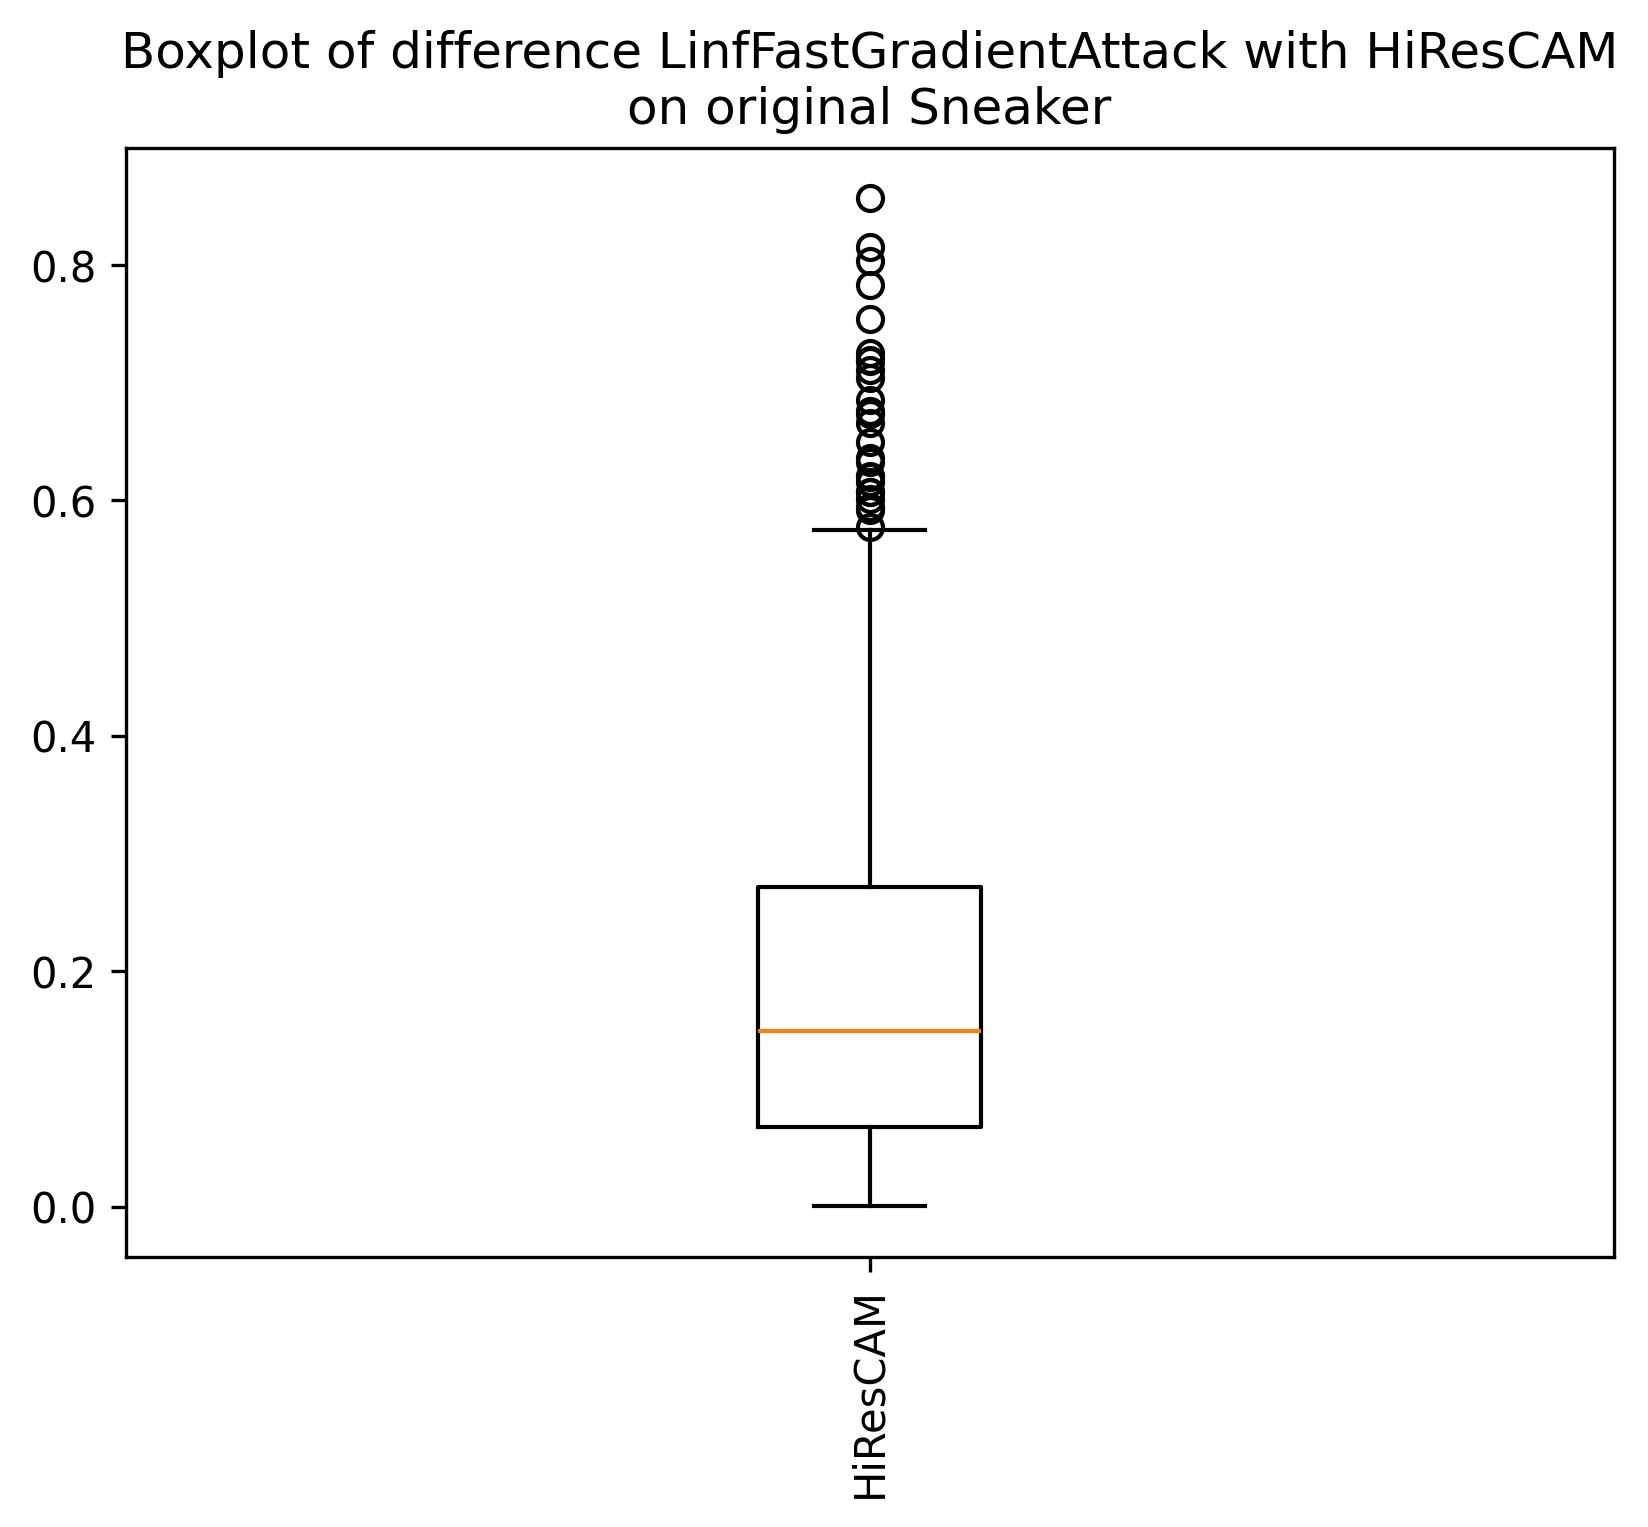 Boxplot of difference LinfFastGradientAttack with HiResCAM
on original Sneaker
0.8
0.6
0.4
0.2
0.0
HiResCAM